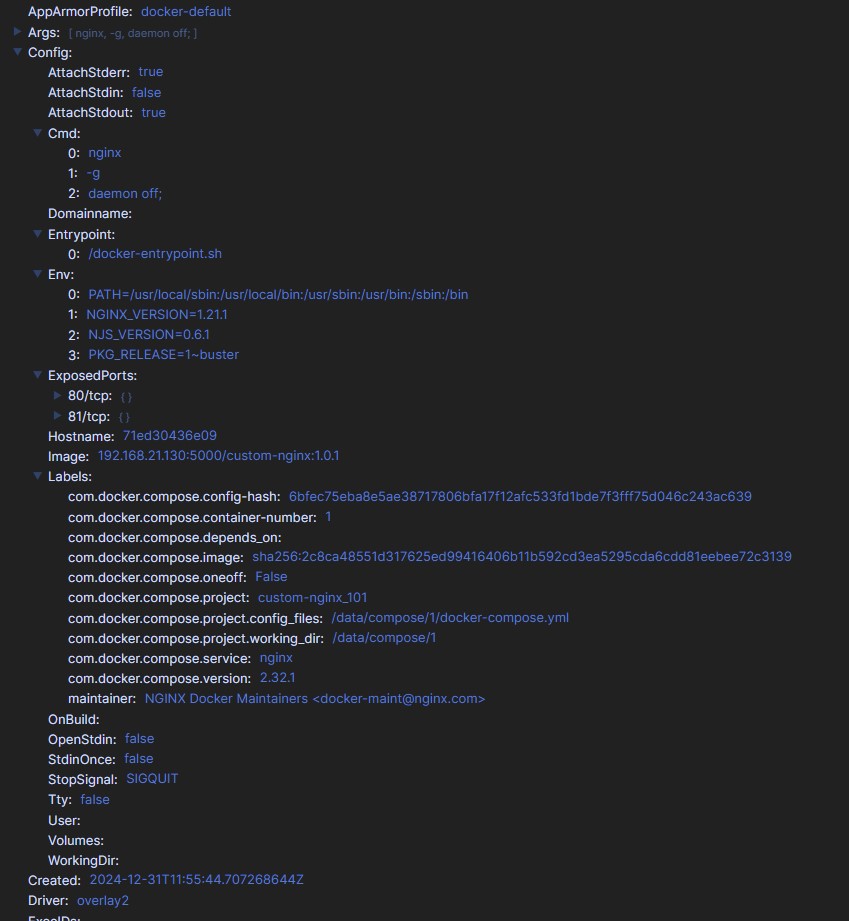 AppArmorProfile: docker-default
Args: [ nginx, -g, daemon off; ]
Config:
AttachStderr: true
AttachStdin: false
AttachStdout: true
Cmd:
0: nginx
1: -g
2: daemon off;
Domainname:
Entrypoint:
0: /docker-entrypoint.sh
Env:
0: PATH=/usr/local/sbin:/usr/local/bin:/usr/sbin:/usr/bin:/sbin:/bin
1: NGINX_VERSION=1.21.1
2: NJS_VERSION=0.6.1
3: PKG_RELEASE=1~buster
ExposedPorts:
80/tcp: { }
81/tcp: { }
Hostname: 71ed30436e09
Image: 192.168.21.130:5000/custom-nginx:1.0.1
Labels:
com.docker.compose.config-hash: 6bfec75eba8e5ae38717806bfa17f12afc533fd1bde7f3fff75d046c243ac639
com.docker.compose.container-number: 1
com.docker.compose.depends_on:
com.docker.compose.image: sha256:2c8ca48551d317625ed99416406b11b592cd3ea5295cda6cdd81eebee72c3139
com.docker.compose.oneoff: False
com.docker.compose.project: custom-nginx_101
com.docker.compose.project.config_files: /data/compose/1/docker-compose.yml
com.docker.compose.project.working_dir: /data/compose/1
com.docker.compose.service: nginx
com.docker.compose.version: 2.32.1
maintainer: NGINX Docker Maintainers <docker-maint@nginx.com>
OnBuild:
OpenStdin: false
StdinOnce: false
StopSignal: SIGQUIT
Tty: false
User:
Volumes:
WorkingDir:
Created: 2024-12-31T11:55:44.707268644Z
Driver: overlay2
ExecIDs: